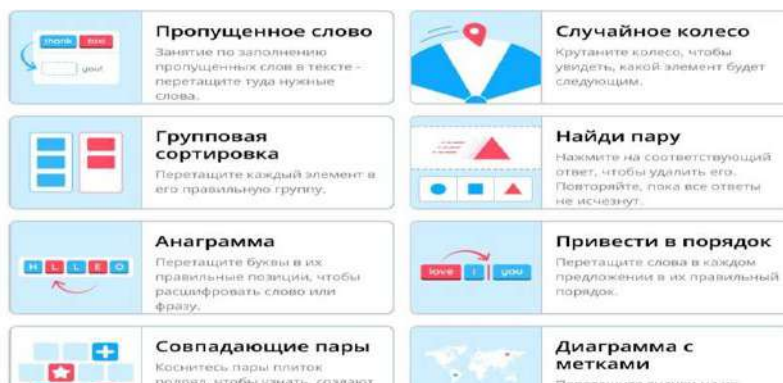 thank taxi
you!
Пропущенное слово
Занятие по заполнению
пропущенных слов в тексте -
перетащите туда нужные
слова.
Случайное колесо
Крутаните колесо, чтобы
увидеть, какой элемент будет
следующим.
Групповая
сортировка
Перетащите каждый элемент в
его правильную группу.
Найди пару
Нажмите на соответствующий
ответ, чтобы удалить его.
Повторяйте, пока все ответы
не исчезнут.
H L L E O
Анаграмма
Перетащите буквы в их
правильные позиции, чтобы
расшифровать слово или
фразу.
love I you
Привести в порядок
Перетащите слова в каждом
предложении в их правильный
порядок.
Совпадающие пары
Коснитесь пары плиток
Диаграмма с
метками